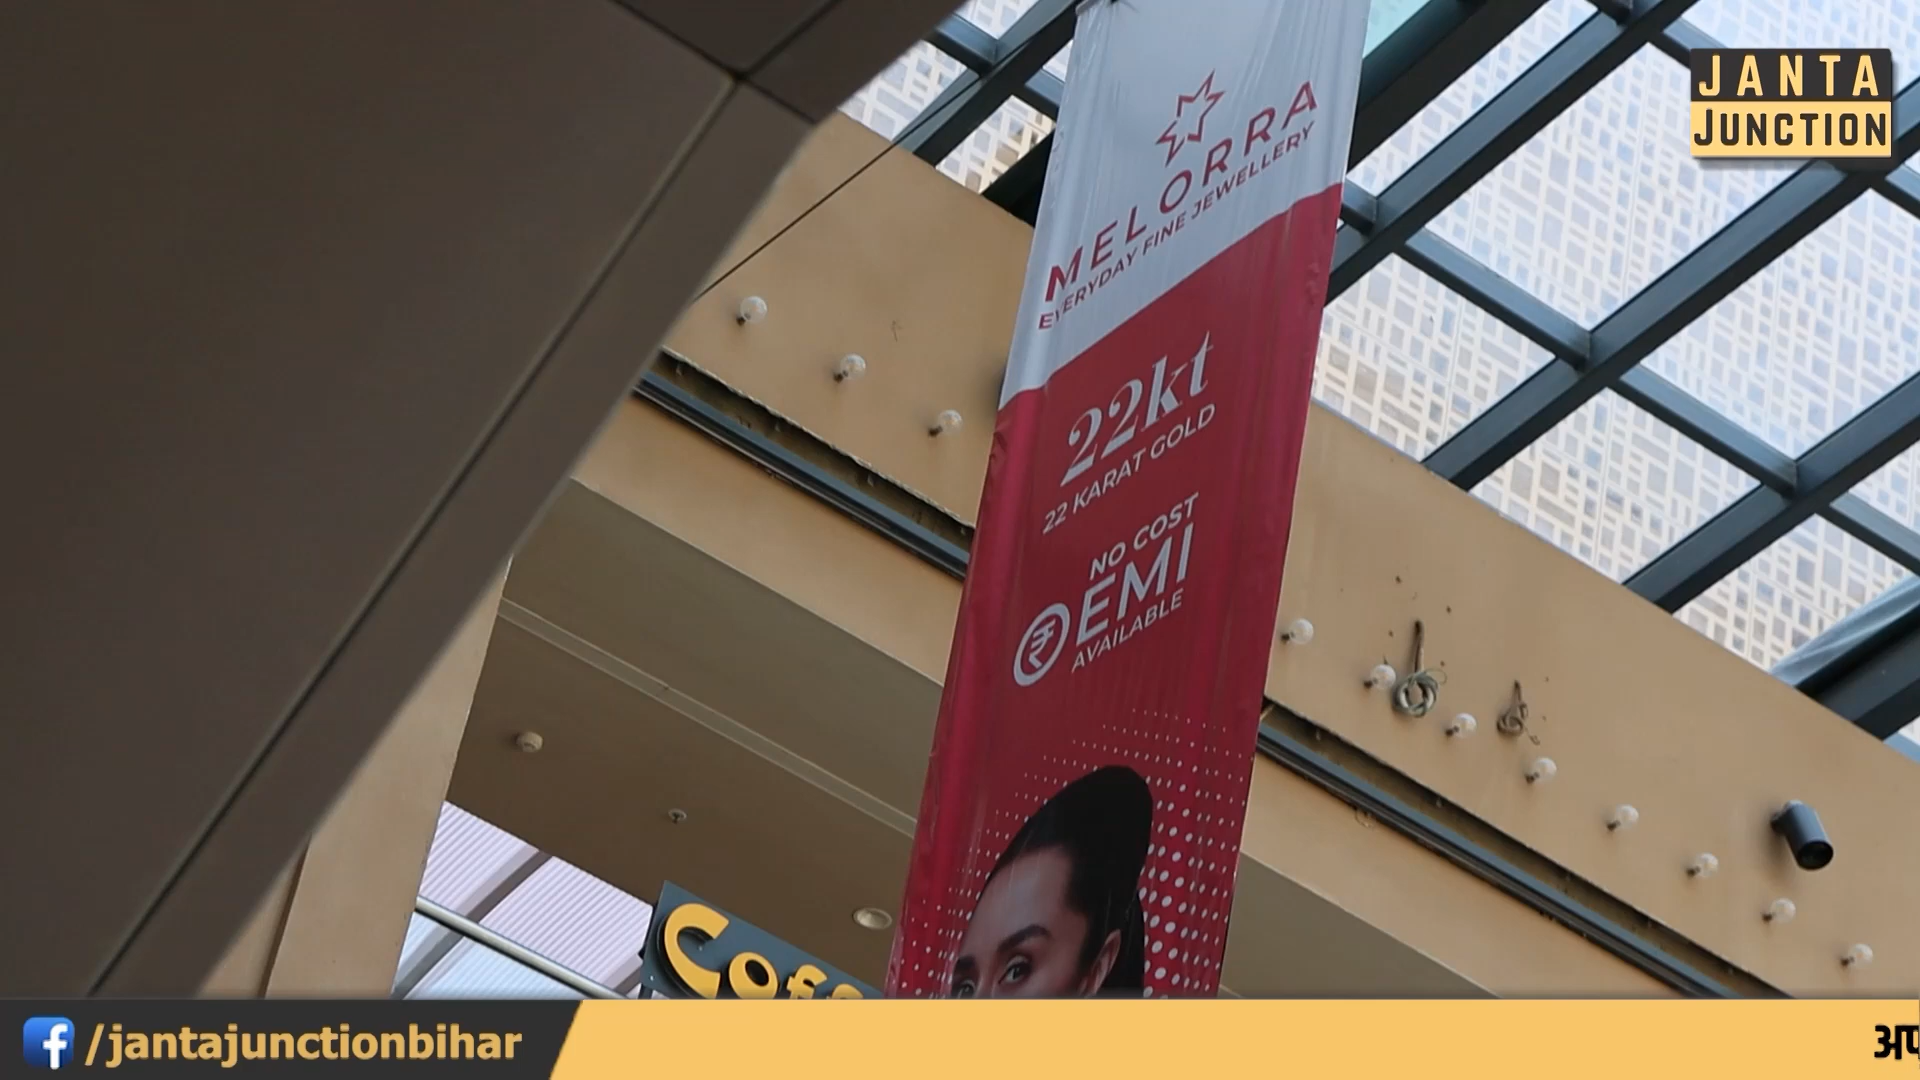 JANTA
JUNCTION
MELORRA
EVERYDAY FINE JEWELLERY
22kt
22 KARAT GOLD
NO COST
₹ EMI
AVAILABLE
/jantajunctionbihar